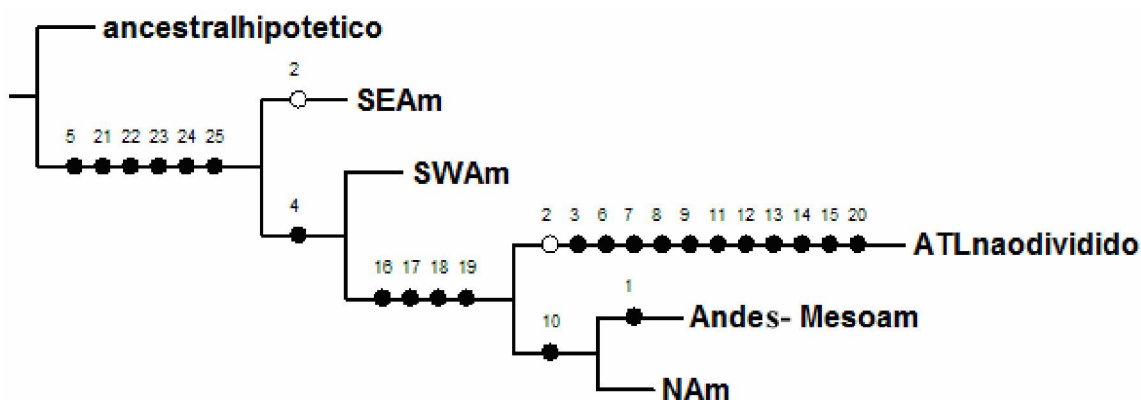 ancestralhipotetico
2
SEAm
5 21 22 23 24 25
SWAm
4
2 3 6 7 8 9 11 12 13 14 15 20
ATLnaodividido
16 17 18 19
1
Andes- Mesoam
10
NAm